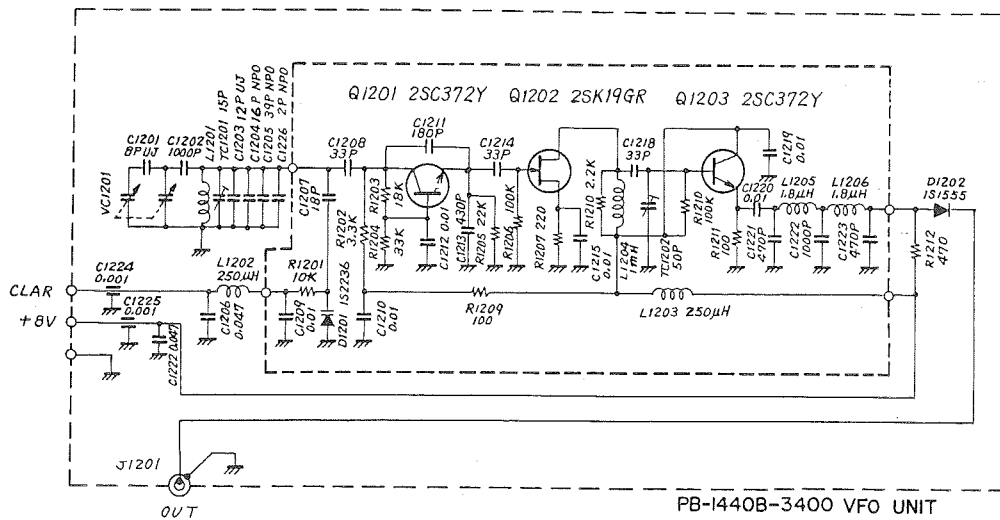 Q1201 2SC372Y Q1202 2SK19GR Q1203 2SC372Y
C1201
8P UJ
C1202
1000P
L1201
TC1201 15P
C1203 12P UJ
C1204 16P NPO
C1205 39P NPO
C1226 2P NPO
VC1201
C1208
33P
C1211
180P
C1214
33P
C1218
33P
C1219
0.01
C1207
18P
R1202
3.3K
R1203
18K
R1204
33K
C1212 0.01
C1213 430P
R1205 22K
R1206 100K
R1207 220
C1215
0.01
R1210 2.2K
L1204
1mH
TC1202
50P
R1210
100K
R1211
100
C1220
0.01
L1205
1.8μH
L1206
1.8μH
C1221
470P
C1222
1000P
C1223
470P
D1202
1S1555
R1212
470
CLAR
C1224
0.001
L1202
250μH
C1206
0.047
R1201
10K
C1209
0.01
D1201 1S2236
C1210
0.01
R1209
100
L1203 250μH
+8V
C1225
0.001
C1222 0.047
J1201
OUT
PB-1440B-3400 VFO UNIT